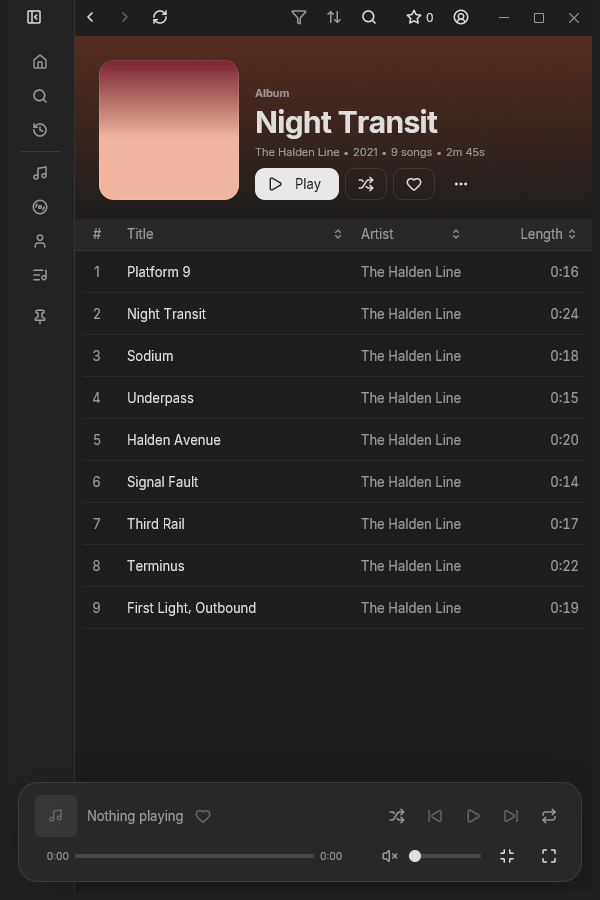 0
Album
Night Transit
The Halden Line • 2021 • 9 songs • 2m 45s
Play
# Title Artist Length
1 Platform 9 The Halden Line 0:16
2 Night Transit The Halden Line 0:24
3 Sodium The Halden Line 0:18
4 Underpass The Halden Line 0:15
5 Halden Avenue The Halden Line 0:20
6 Signal Fault The Halden Line 0:14
7 Third Rail The Halden Line 0:17
8 Terminus The Halden Line 0:22
9 First Light, Outbound The Halden Line 0:19
Nothing playing
0:00 0:00